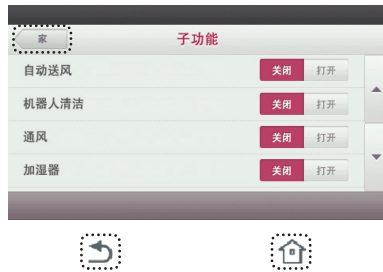 家
子功能
自动送风 关闭 打开
机器人清洁 关闭 打开
通风 关闭 打开
加湿器 关闭 打开